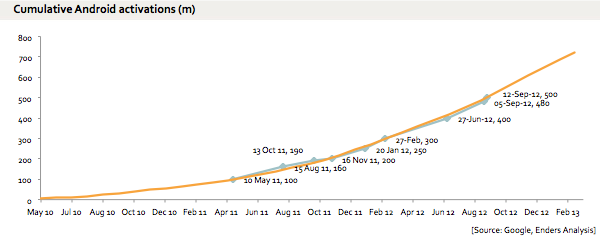 Cumulative Android activations (m)
800
700
600
500
400
300
200
100
0
12-Sep-12, 500
05-Sep-12, 480
27-Jun-12, 400
27-Feb, 300
20 Jan 12, 250
16 Nov 11, 200
13 Oct 11, 190
15 Aug 11, 160
10 May 11, 100
May 10 Jul 10 Aug 10 Oct 10 Dec 10 Feb 11 Apr 11 Jun 11 Aug 11 Oct 11 Dec 11 Feb 12 Apr 12 Jun 12 Aug 12 Oct 12 Dec 12 Feb 13
[Source: Google, Enders Analysis]